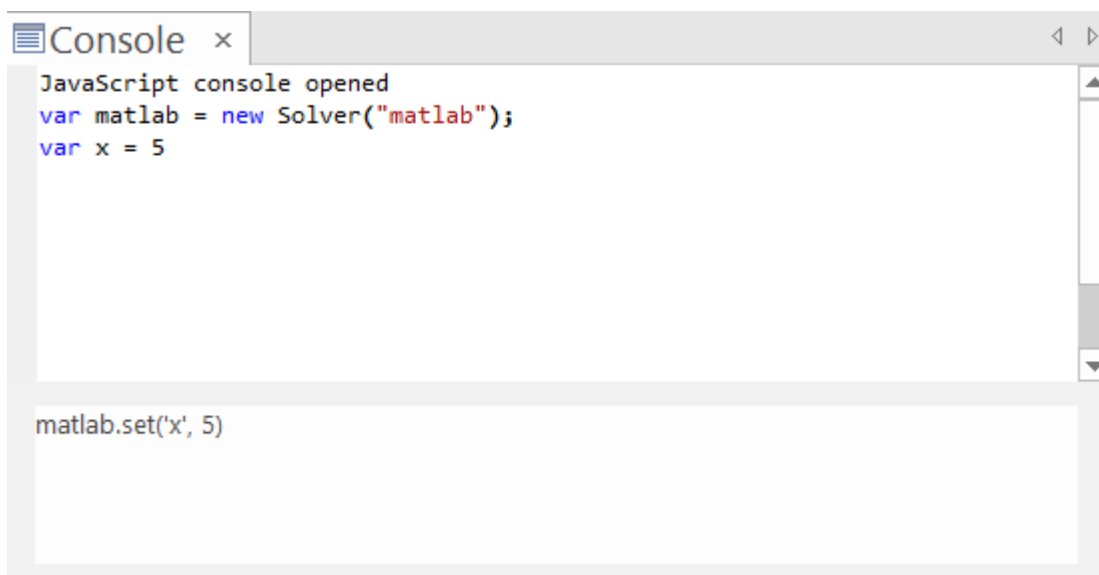 Console ×
JavaScript console opened
var matlab = new Solver("matlab");
var x = 5
matlab.set('x', 5)